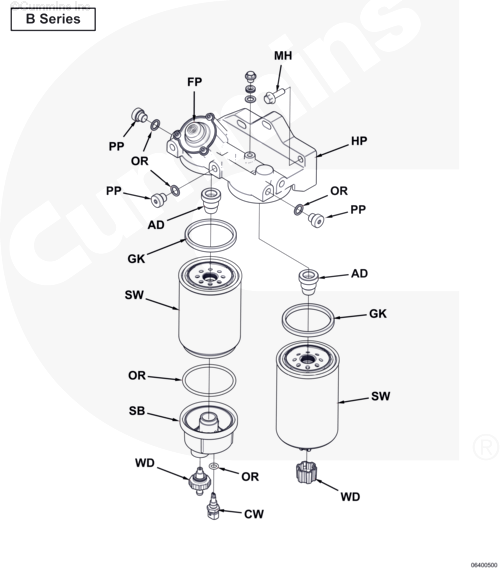 ©Cummins Inc
B Series
MH
FP
HP
PP
OR
OR
PP
OR
PP
AD
GK
AD
SW
GK
OR
SW
SB
WD
OR
WD
CW
®
06400500
Cummins